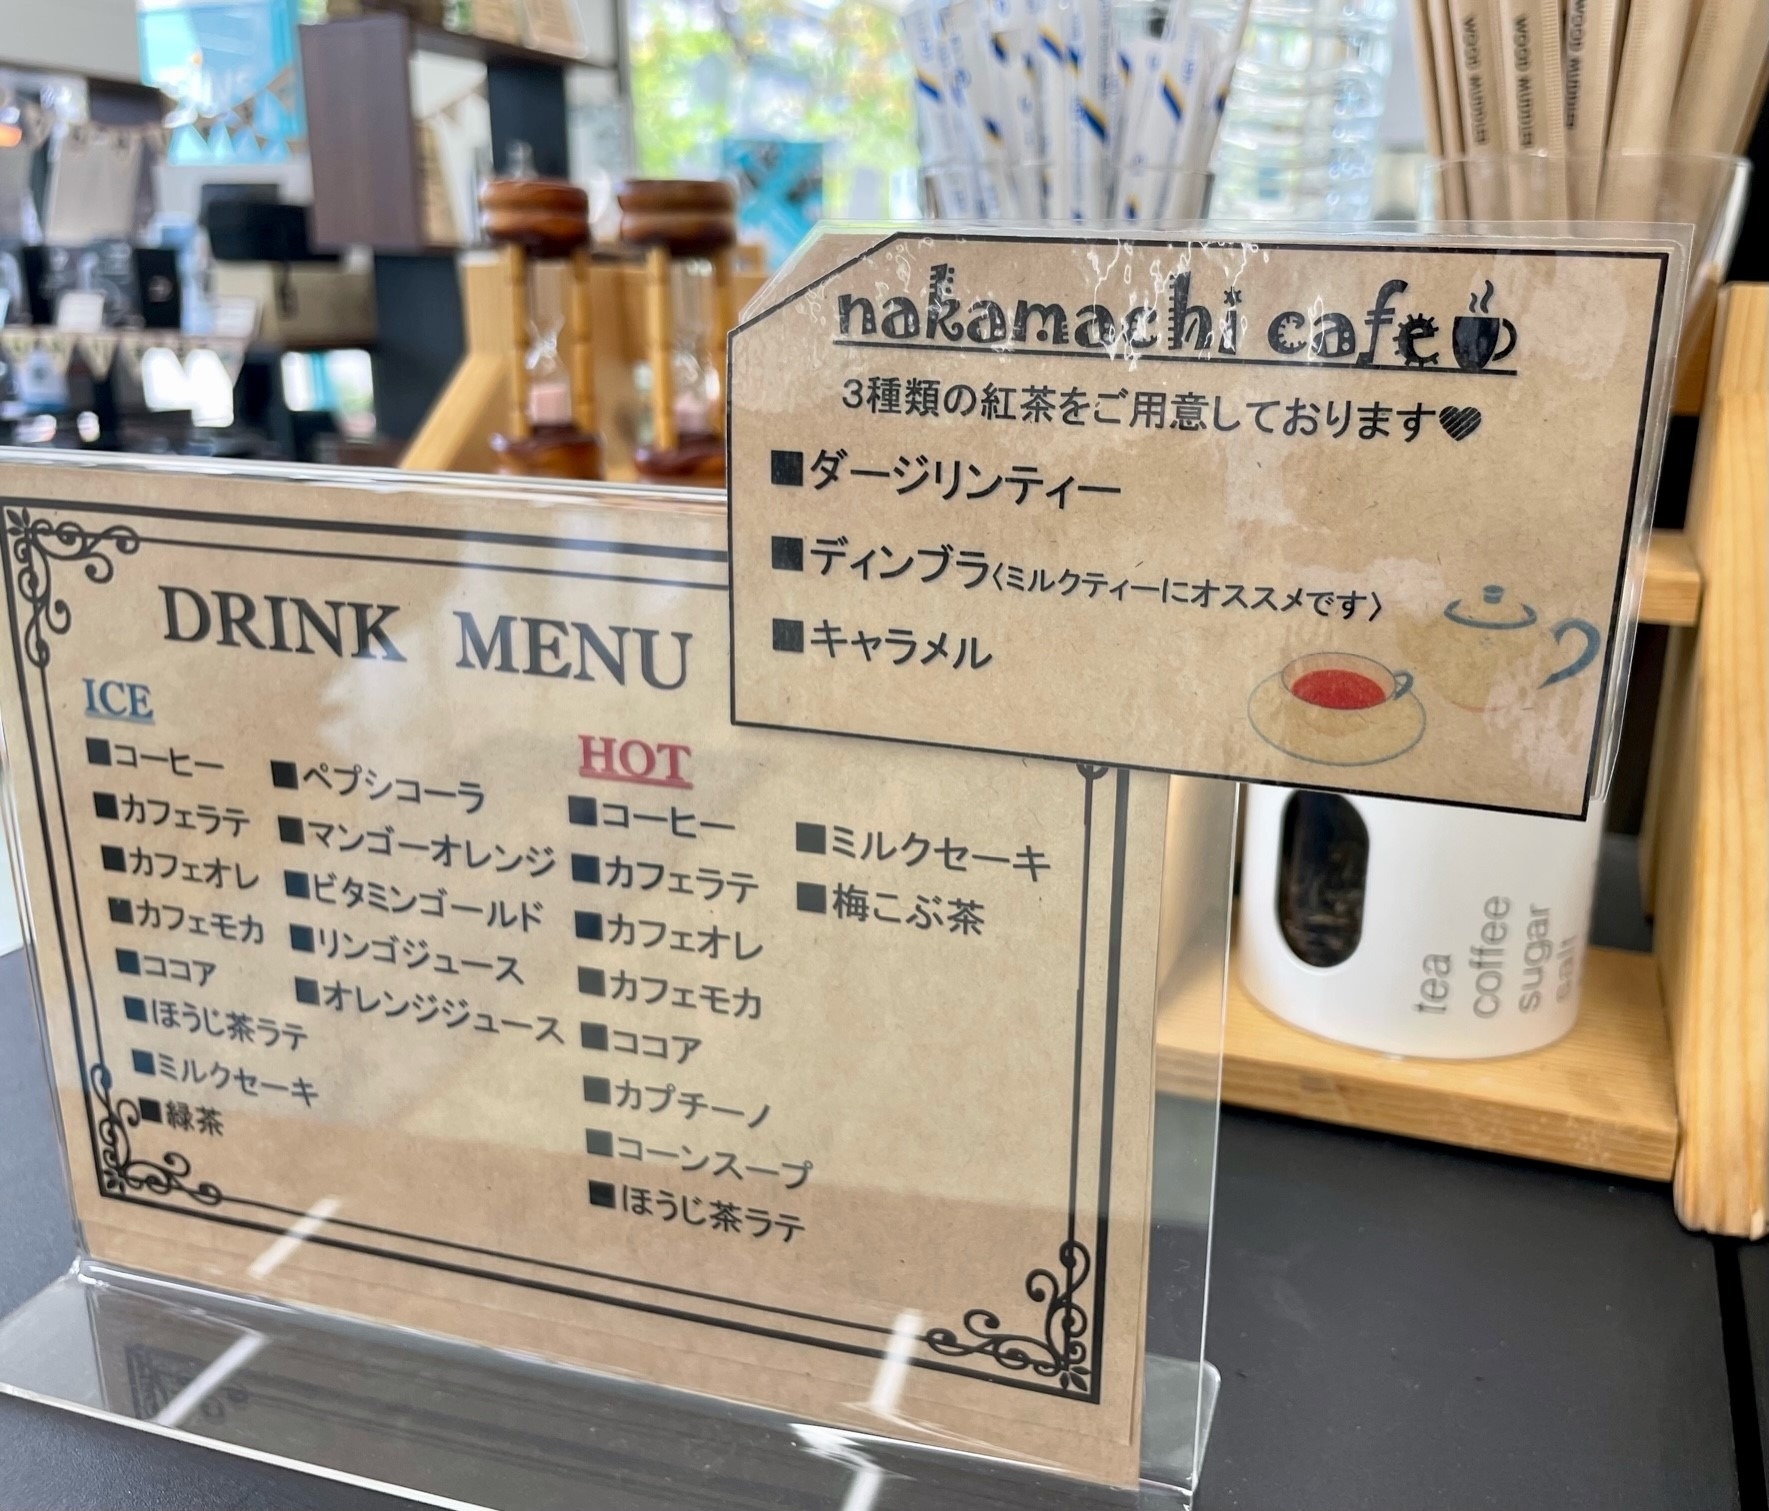 nakamachi cafe
3種類の紅茶をご用意しております♥
■ダージリンティー
■ディンブラ〈ミルクティーにオススメです〉
■キャラメル
DRINK MENU
ICE
■コーヒー
■カフェラテ
■カフェオレ
■カフェモカ
■ココア
■ほうじ茶ラテ
■ミルクセーキ
■緑茶
■ペプシコーラ
■マンゴーオレンジ
■ビタミンゴールド
■リンゴジュース
■オレンジジュース
HOT
■コーヒー
■カフェラテ
■カフェオレ
■カフェモカ
■ココア
■カプチーノ
■コーンスープ
■ほうじ茶ラテ
■ミルクセーキ
■梅こぶ茶
tea
coffee
sugar
salt